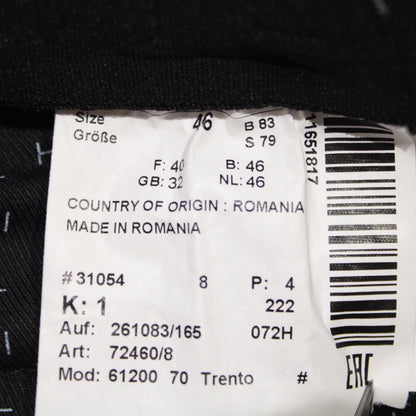 Size 46 B 83
Größe S 79
F: 40 B: 46
GB: 32 NL: 46
COUNTRY OF ORIGIN : ROMANIA
MADE IN ROMANIA
#31054 8 P: 4
K: 1 222
Auf: 261083/165 072H
Art: 72460/8
Mod: 61200 70 Trento #
11651817
EAC